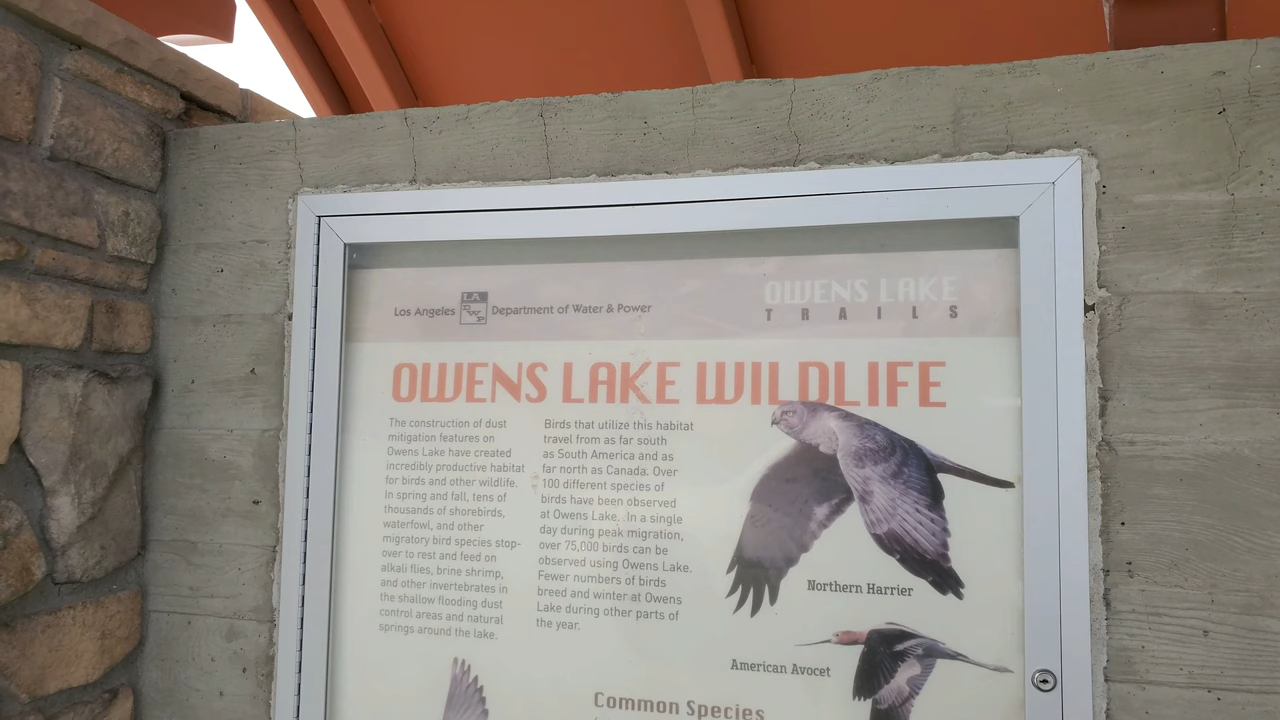 Los Angeles LA DWP Department of Water & Power
OWENS LAKE
TRAILS
OWENS LAKE WILDLIFE
The construction of dust
mitigation features on
Owens Lake have created
incredibly productive habitat
for birds and other wildlife.
In spring and fall, tens of
thousands of shorebirds,
waterfowl, and other
migratory bird species stop-
over to rest and feed on
alkali flies, brine shrimp,
and other invertebrates in
the shallow flooding dust
control areas and natural
springs around the lake.
Birds that utilize this habitat
travel from as far south
as South America and as
far north as Canada. Over
100 different species of
birds have been observed
at Owens Lake. In a single
day during peak migration,
over 75,000 birds can be
observed using Owens Lake.
Fewer numbers of birds
breed and winter at Owens
Lake during other parts of
the year.
Northern Harrier
American Avocet
Common Species